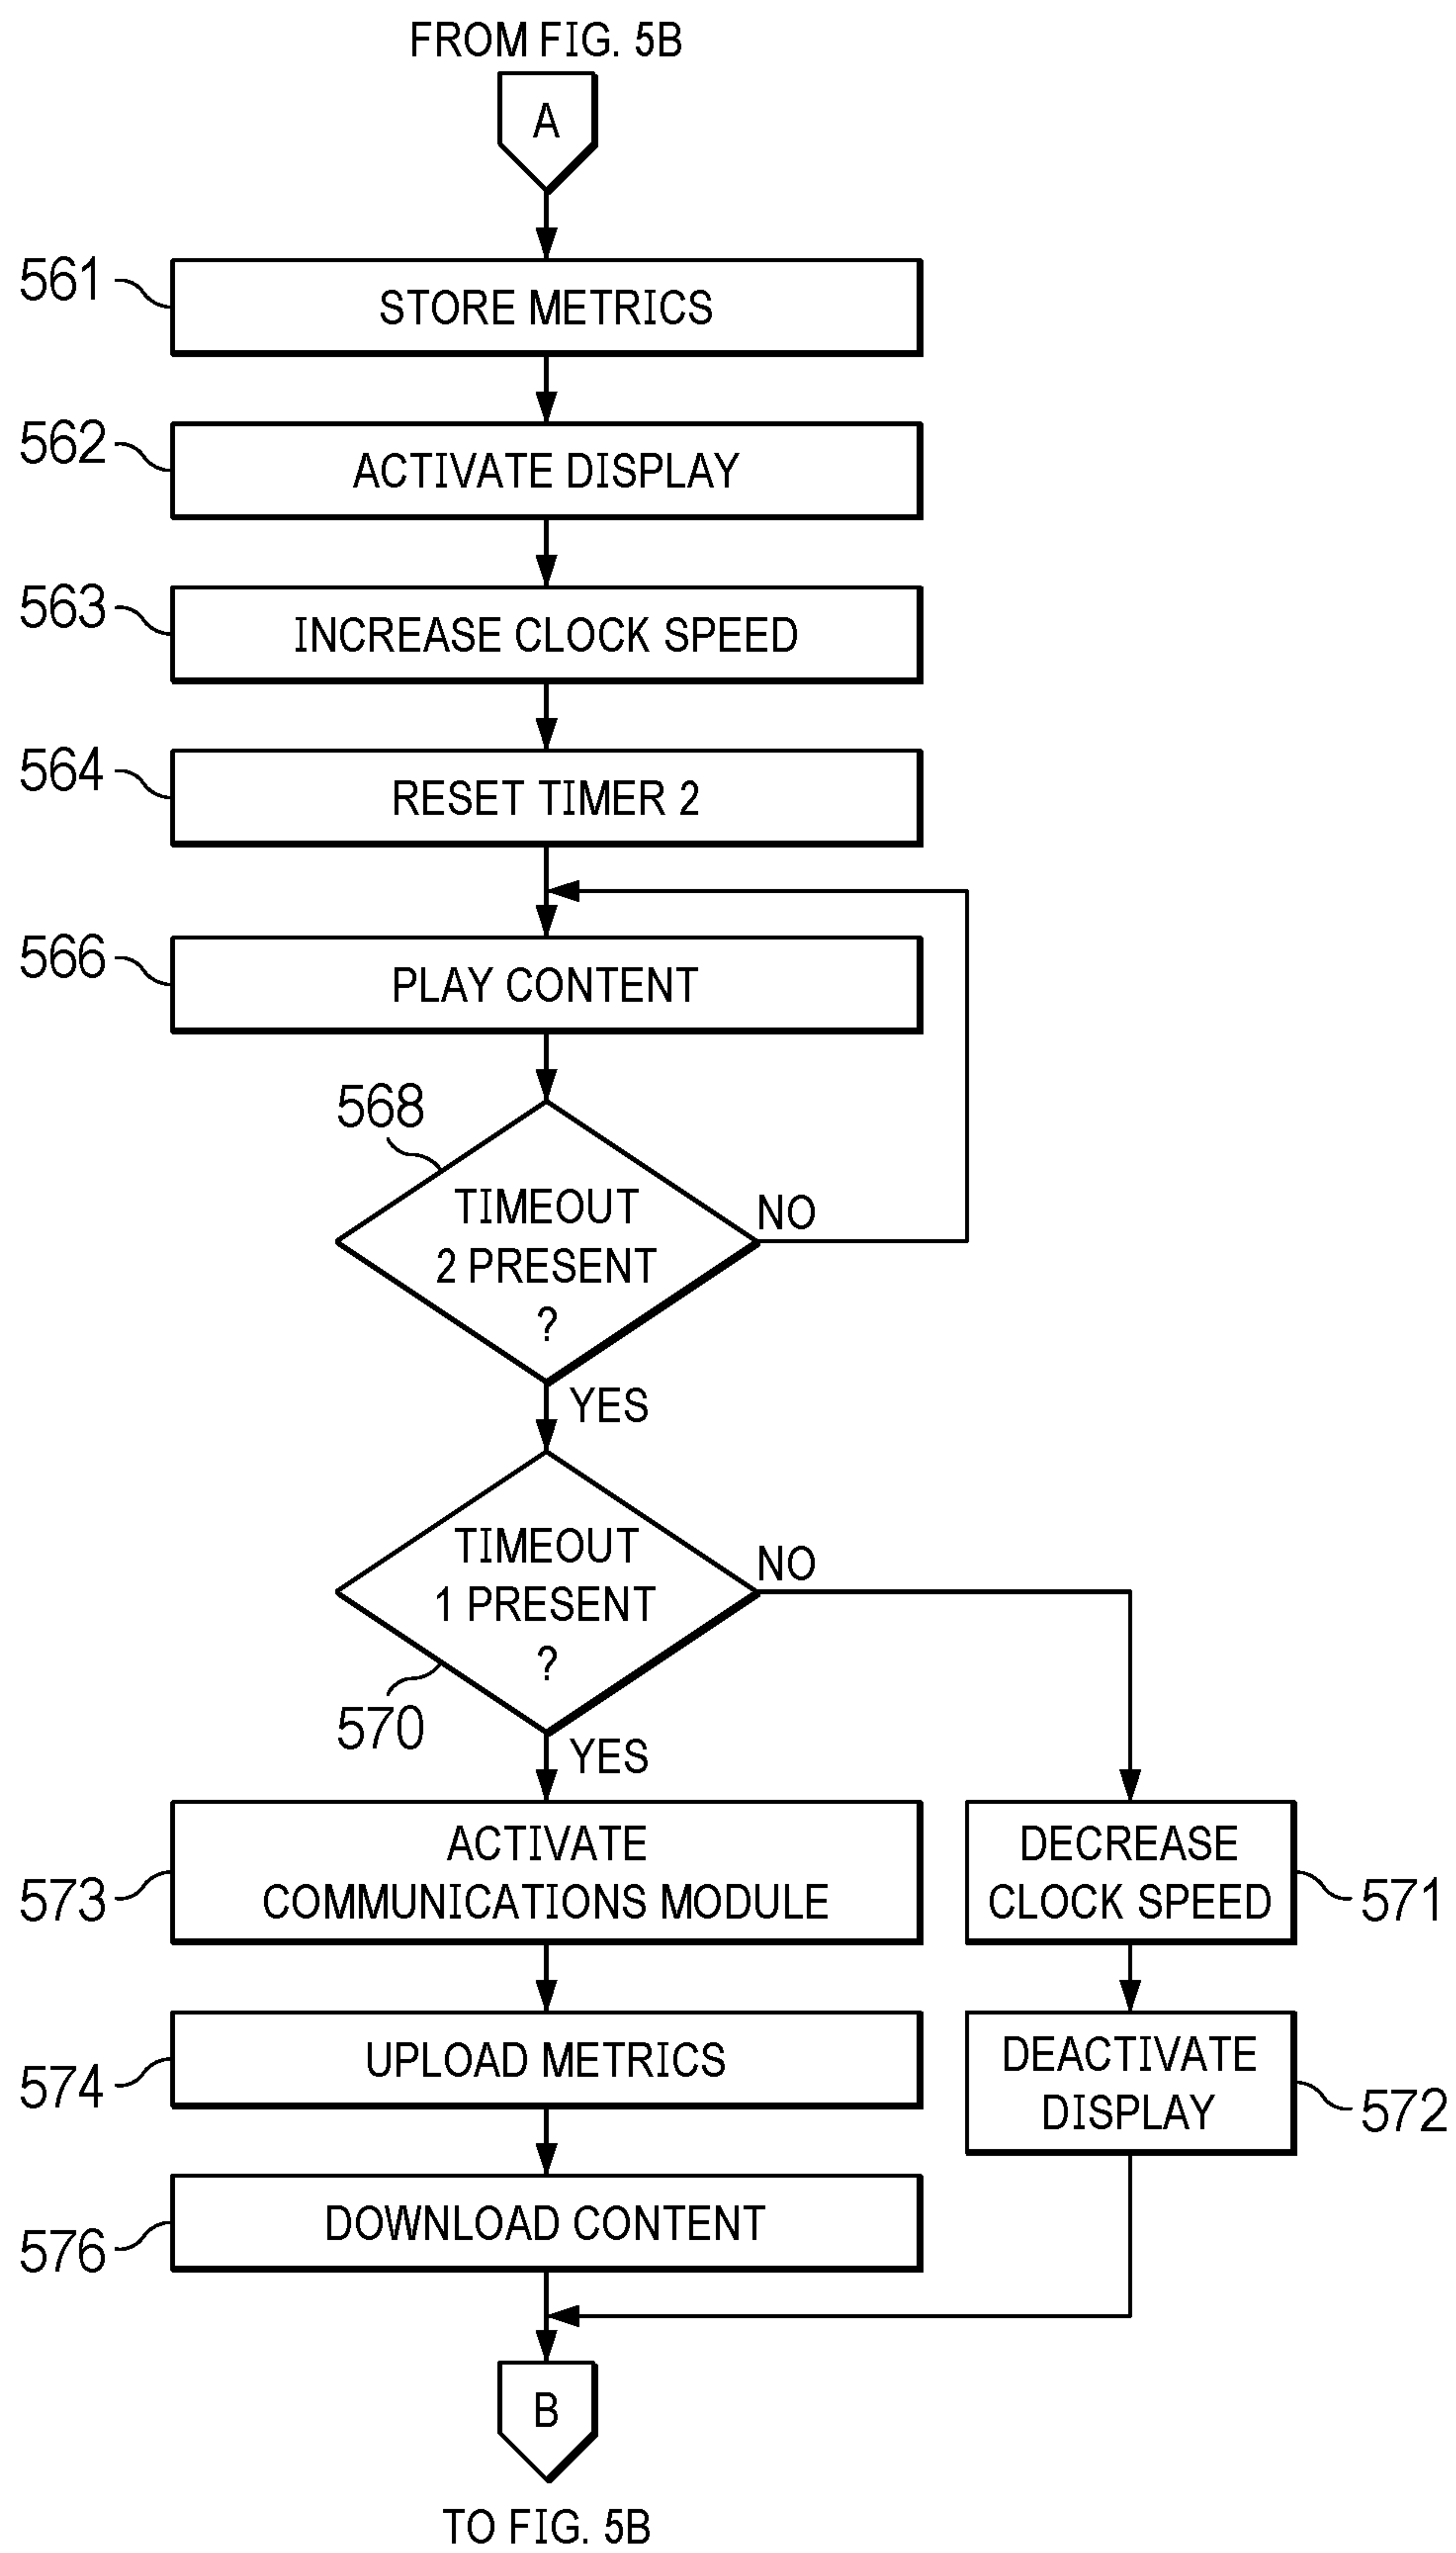 FROM FIG. 5B
A
561
STORE METRICS
562
ACTIVATE DISPLAY
563
INCREASE CLOCK SPEED
564
RESET TIMER 2
566
PLAY CONTENT
568
TIMEOUT
2 PRESENT
?
NO
YES
TIMEOUT
1 PRESENT
?
NO
570
YES
573
ACTIVATE
COMMUNICATIONS MODULE
DECREASE
CLOCK SPEED
571
574
UPLOAD METRICS
DEACTIVATE
DISPLAY
572
576
DOWNLOAD CONTENT
B
TO FIG. 5B